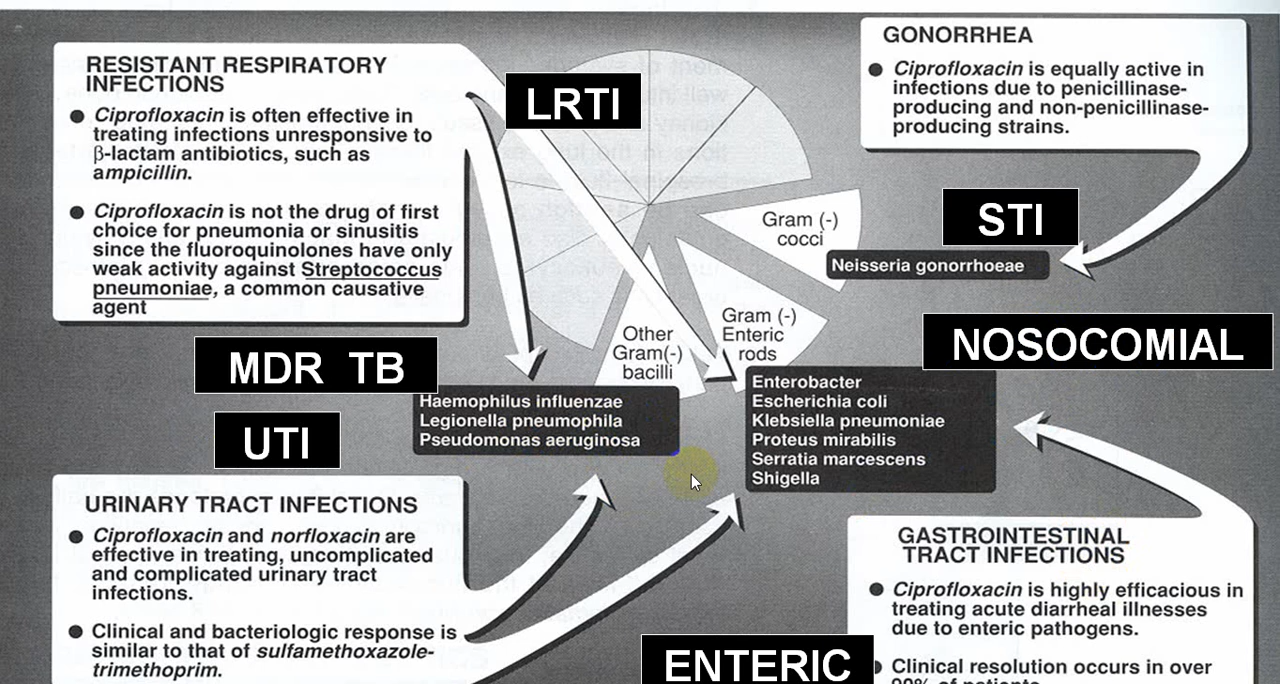 RESISTANT RESPIRATORY
INFECTIONS
● Ciprofloxacin is often effective in
treating infections unresponsive to
β-lactam antibiotics, such as
ampicillin.
● Ciprofloxacin is not the drug of first
choice for pneumonia or sinusitis
since the fluoroquinolones have only
weak activity against Streptococcus
pneumoniae, a common causative
agent
LRTI
GONORRHEA
● Ciprofloxacin is equally active in
infections due to penicillinase-
producing and non-penicillinase-
producing strains.
STI
Gram (-)
cocci
Neisseria gonorrhoeae
Gram (-)
Enteric
rods
Other
Gram(-)
bacilli
NOSOCOMIAL
MDR TB
Haemophilus influenzae
Legionella pneumophila
Pseudomonas aeruginosa
Enterobacter
Escherichia coli
Klebsiella pneumoniae
Proteus mirabilis
Serratia marcescens
Shigella
UTI
URINARY TRACT INFECTIONS
● Ciprofloxacin and norfloxacin are
effective in treating, uncomplicated
and complicated urinary tract
infections.
● Clinical and bacteriologic response is
similar to that of sulfamethoxazole-
trimethoprim.
GASTROINTESTINAL
TRACT INFECTIONS
● Ciprofloxacin is highly efficacious in
treating acute diarrheal illnesses
due to enteric pathogens.
● Clinical resolution occurs in over
of patients
ENTERIC